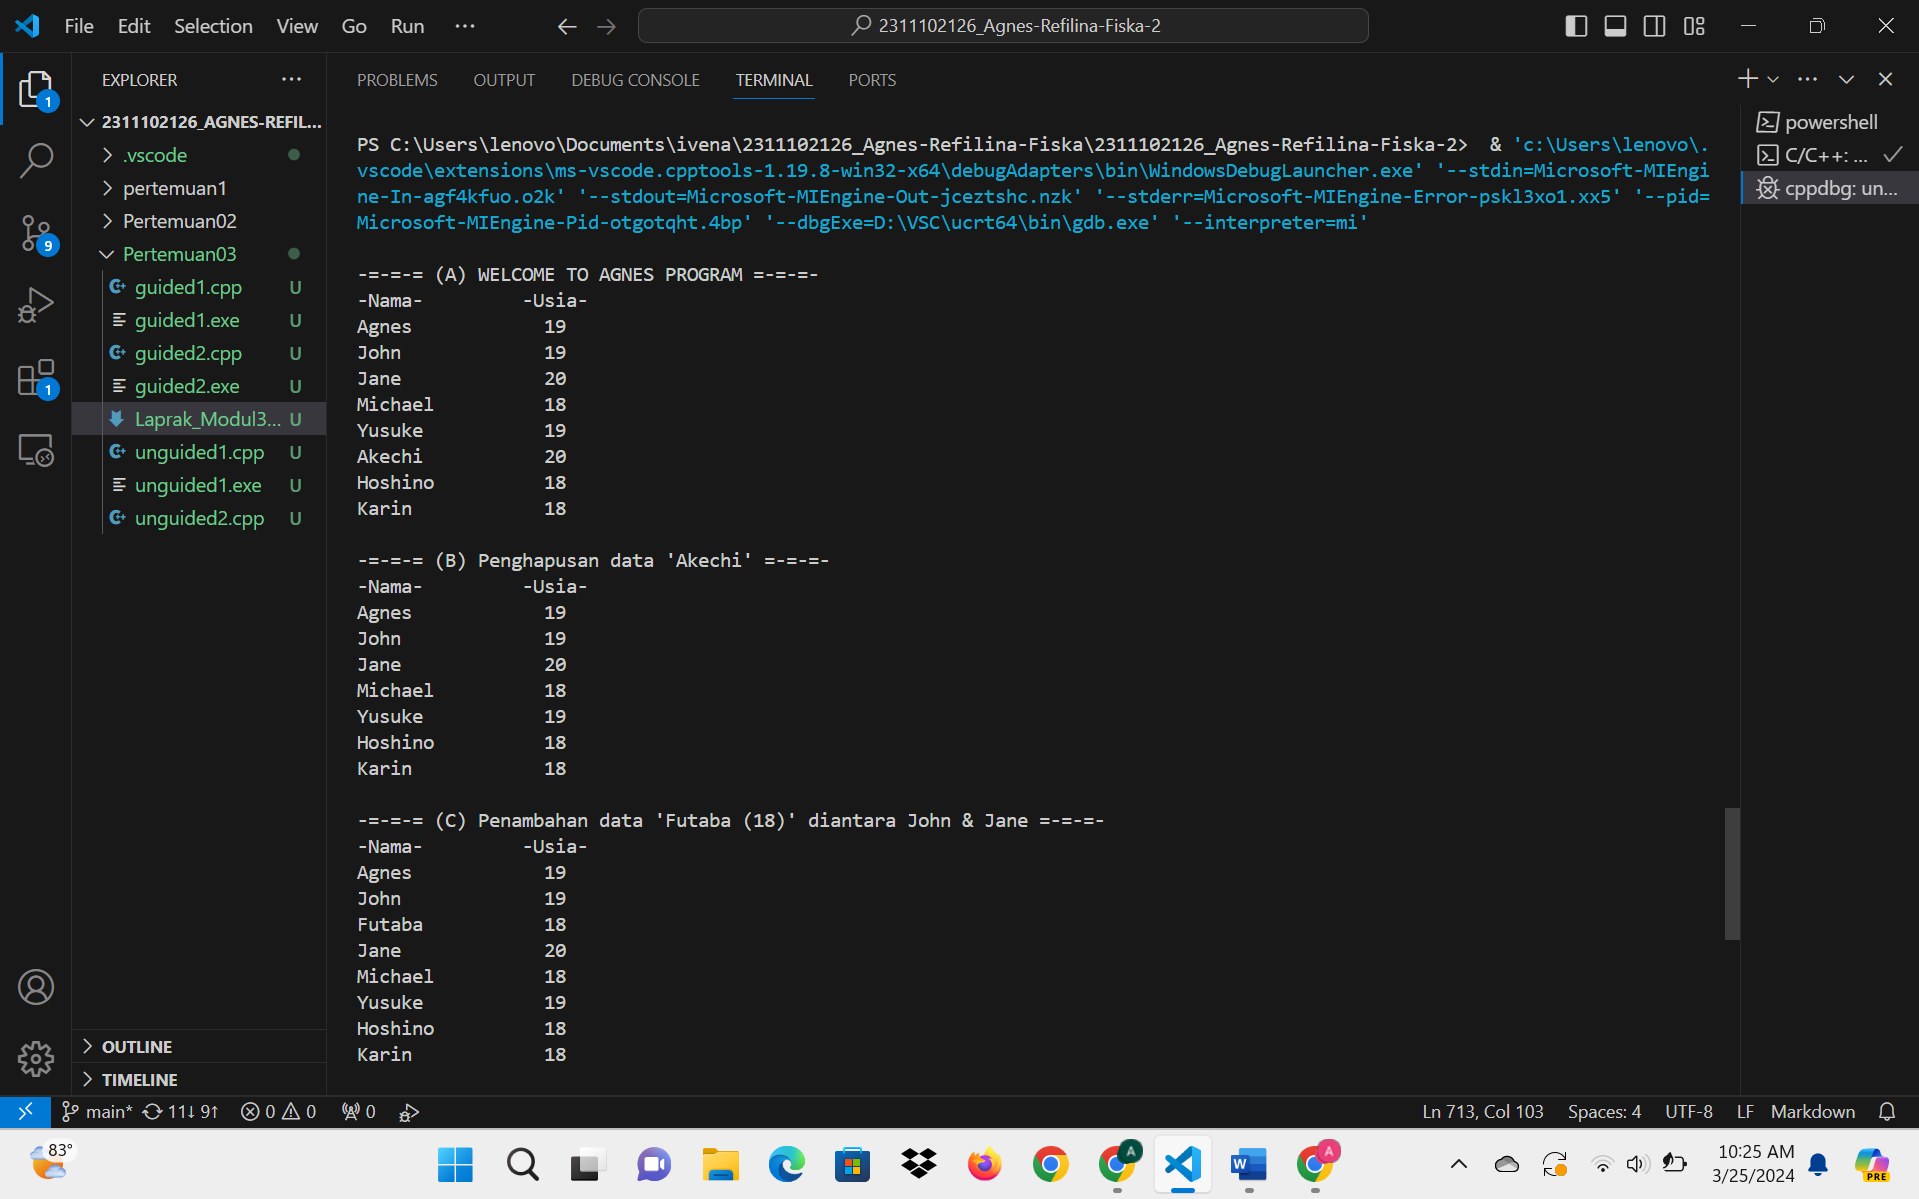 File Edit Selection View Go Run ···
2311102126_Agnes-Refilina-Fiska-2
EXPLORER
2311102126_AGNES-REFIL...
.vscode
pertemuan1
Pertemuan02
Pertemuan03
guided1.cpp U
guided1.exe U
guided2.cpp U
guided2.exe U
Laprak_Modul3... U
unguided1.cpp U
unguided1.exe U
unguided2.cpp U
OUTLINE
TIMELINE
1
9
1
PROBLEMS OUTPUT DEBUG CONSOLE TERMINAL PORTS
PS C:\Users\lenovo\Documents\ivena\2311102126_Agnes-Refilina-Fiska\2311102126_Agnes-Refilina-Fiska-2> & 'c:\Users\lenovo\.
vscode\extensions\ms-vscode.cpptools-1.19.8-win32-x64\debugAdapters\bin\WindowsDebugLauncher.exe' '--stdin=Microsoft-MIEngi
ne-In-agf4kfuo.o2k' '--stdout=Microsoft-MIEngine-Out-jceztshc.nzk' '--stderr=Microsoft-MIEngine-Error-pskl3xo1.xx5' '--pid=
Microsoft-MIEngine-Pid-otgotqht.4bp' '--dbgExe=D:\VSC\ucrt64\bin\gdb.exe' '--interpreter=mi'
-=-=-= (A) WELCOME TO AGNES PROGRAM =-=-=-
-Nama- -Usia-
Agnes 19
John 19
Jane 20
Michael 18
Yusuke 19
Akechi 20
Hoshino 18
Karin 18
-=-=-= (B) Penghapusan data 'Akechi' =-=-=-
-Nama- -Usia-
Agnes 19
John 19
Jane 20
Michael 18
Yusuke 19
Hoshino 18
Karin 18
-=-=-= (C) Penambahan data 'Futaba (18)' diantara John & Jane =-=-=-
-Nama- -Usia-
Agnes 19
John 19
Futaba 18
Jane 20
Michael 18
Yusuke 19
Hoshino 18
Karin 18
powershell
C/C++: ...
cppdbg: un...
main* 11↓ 9↑ 0 0 0
Ln 713, Col 103 Spaces: 4 UTF-8 LF Markdown
83°
A
W
A
10:25 AM
3/25/2024
PRE